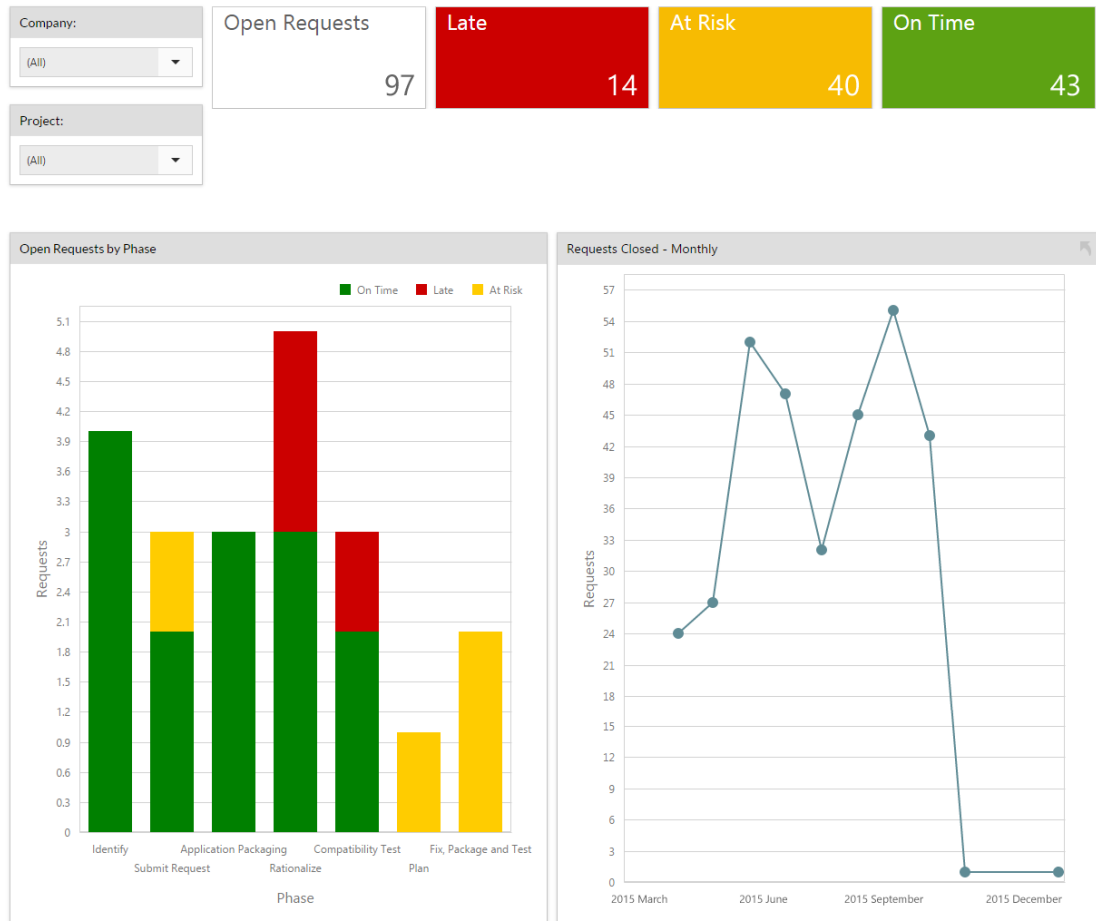 Company:
(All)
Project:
(All)
Open Requests
97
Late
14
At Risk
40
On Time
43
Open Requests by Phase
On Time Late At Risk
5.1
4.8
4.5
4.2
3.9
3.6
3.3
3
2.7
2.4
2.1
1.8
1.5
1.2
0.9
0.6
0.3
0
Requests
Identify Application Packaging Compatibility Test Fix, Package and Test
Submit Request Rationalize Plan
Phase
Requests Closed - Monthly
57
54
51
48
45
42
39
36
33
30
27
24
21
18
15
12
9
6
3
0
Requests
2015 March 2015 June 2015 September 2015 December